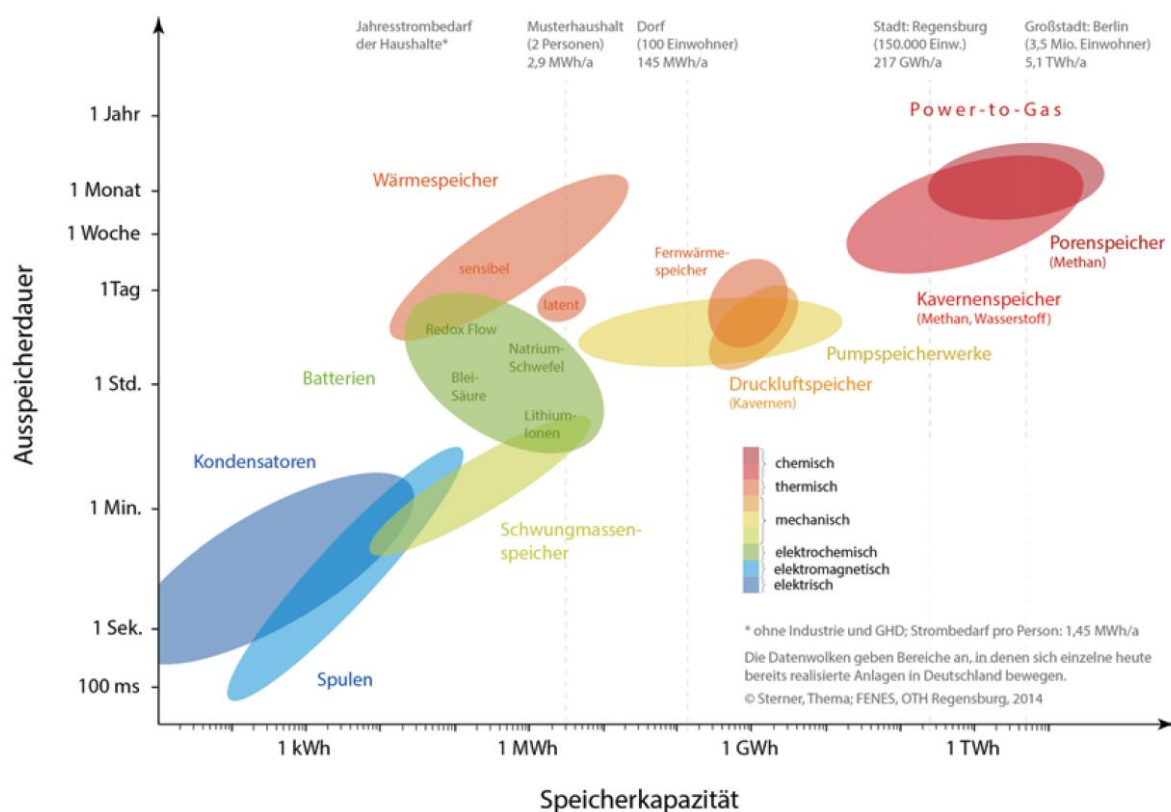 Jahresstrombedarf
der Haushalte*
Musterhaushalt
(2 Personen)
2,9 MWh/a
Dorf
(100 Einwohner)
145 MWh/a
Stadt: Regensburg
(150.000 Einw.)
217 GWh/a
Großstadt: Berlin
(3,5 Mio. Einwohner)
5,1 TWh/a
Ausspeicherdauer
1 Jahr
1 Monat
1 Woche
1Tag
1 Std.
1 Min.
1 Sek.
100 ms
Power-to-Gas
Wärmespeicher
sensibel
latent
Fernwärme-
speicher
Porenspeicher
(Methan)
Kavernenspeicher
(Methan, Wasserstoff)
Pumpspeicherwerke
Druckluftspeicher
(Kavernen)
Batterien
Redox Flow
Natrium-
Schwefel
Blei-
Säure
Lithium-
Ionen
Kondensatoren
Schwungmassen-
speicher
Spulen
chemisch
thermisch
mechanisch
elektrochemisch
elektromagnetisch
elektrisch
* ohne Industrie und GHD; Strombedarf pro Person: 1,45 MWh/a
Die Datenwolken geben Bereiche an, in denen sich einzelne heute
bereits realisierte Anlagen in Deutschland bewegen.
© Sterner, Thema; FENES, OTH Regensburg, 2014
1 kWh
1 MWh
1 GWh
1 TWh
Speicherkapazität